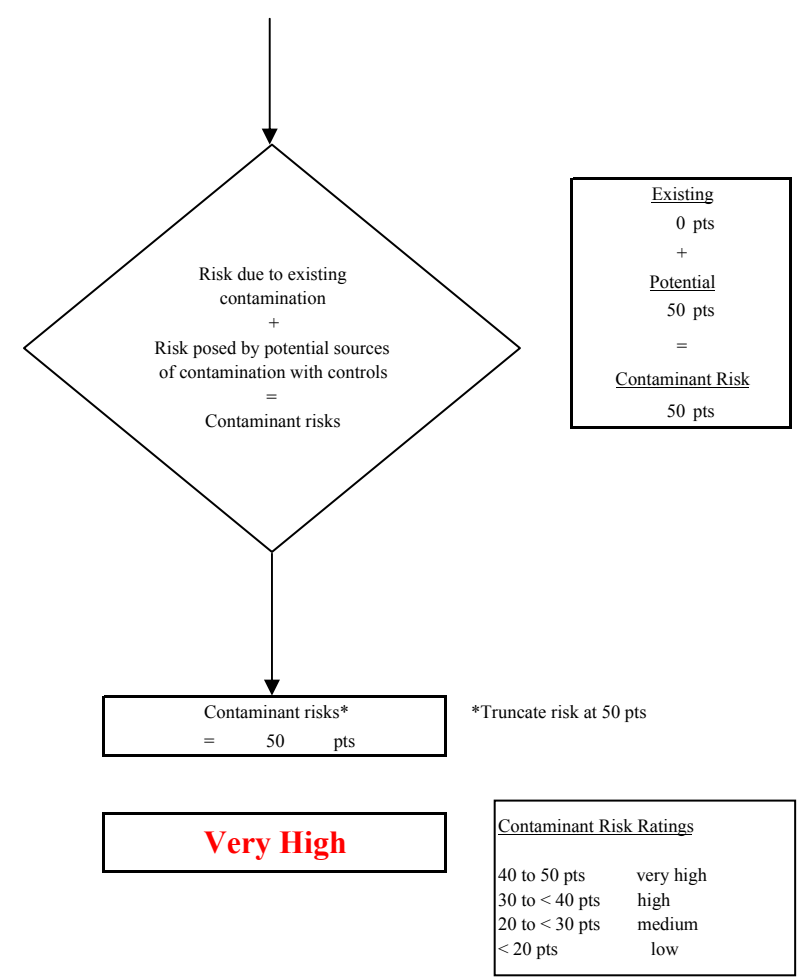 Risk due to existing
contamination
+
Risk posed by potential sources
of contamination with controls
=
Contaminant risks
Existing
0 pts
+
Potential
50 pts
=
Contaminant Risk
50 pts
Contaminant risks*
= 50 pts
*Truncate risk at 50 pts
Very High
Contaminant Risk Ratings
40 to 50 pts very high
30 to < 40 pts high
20 to < 30 pts medium
< 20 pts low